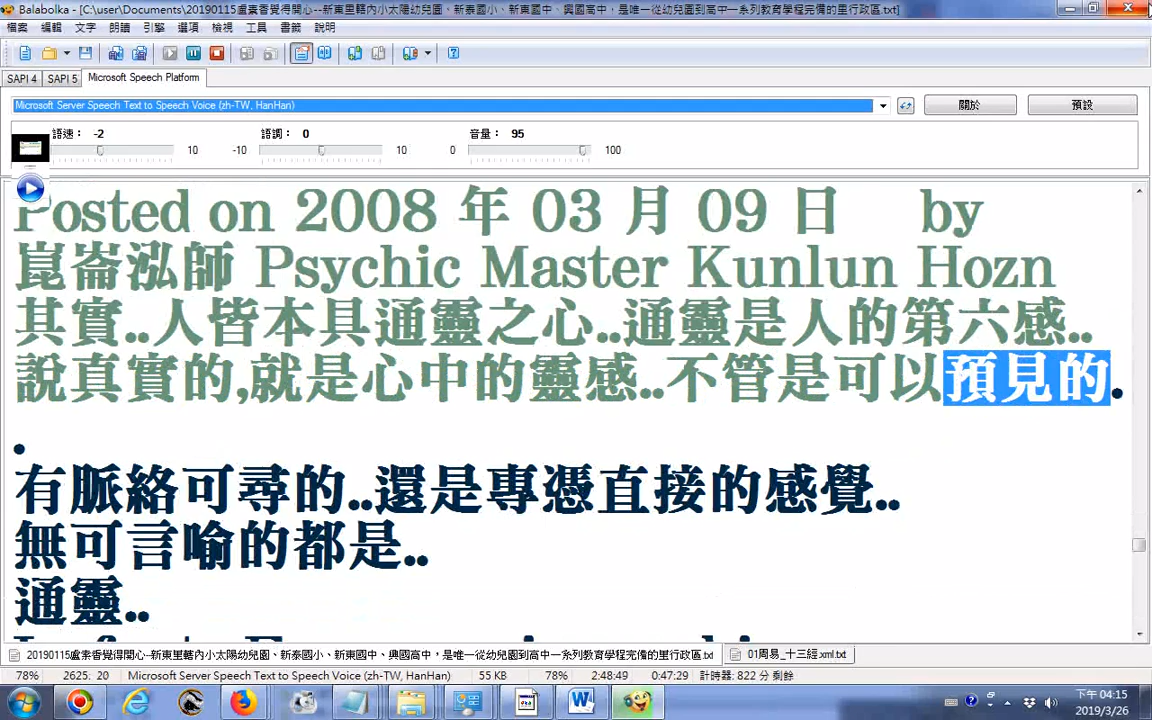 Balabolka - [C:\user\Documents\20190115盧素香覺得開心--新東里轄內小太陽幼兒園、新泰國小、新東國中、興國高中，是唯一從幼兒園到高中一系列教育學程完備的里行政區.txt]
檔案 編輯 文字 朗讀 引擎 選項 檢視 工具 書籤 說明
SAPI 4 SAPI 5 Microsoft Speech Platform
Microsoft Server Speech Text to Speech Voice (zh-TW, HanHan) 關於 預設
語速： -2 語調： 0 音量： 95
10 -10 10 0 100
Posted on 2008 年 03 月 09 日 by
崑崙泓師 Psychic Master Kunlun Hozn
其實..人皆本具通靈之心..通靈是人的第六感..
說真實的,就是心中的靈感..不管是可以預見的.
.
有脈絡可尋的..還是專憑直接的感覺..
無可言喻的都是..
通靈..
20190115盧素香覺得開心--新東里轄內小太陽幼兒園、新泰國小、新東國中、興國高中，是唯一從幼兒園到高中一系列教育學程完備的里行政區.txt 01周易_十三經.xml.txt
78% 2625: 20 Microsoft Server Speech Text to Speech Voice (zh-TW, HanHan) 55 KB 78% 2:48:49 0:47:29 計時器: 822 分 剩餘
下午 04:15
2019/3/26